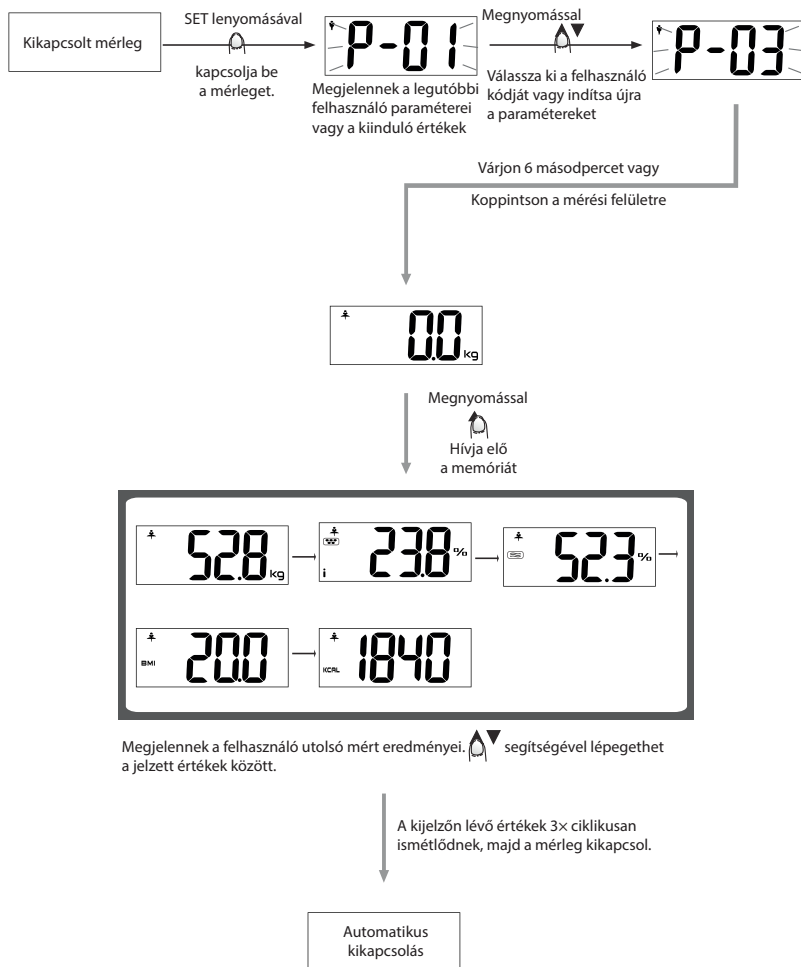 Kikapcsolt mérleg
SET lenyomásával
kapcsolja be
a mérleget.
P-01
Megjelennek a legutóbbi
felhasználó paraméterei
vagy a kiinduló értékek
Megnyomással
Válassza ki a felhasználó
kódját vagy indítsa újra
a paramétereket
P-03
Várjon 6 másodpercet vagy
Koppintson a mérési felületre
0.0 kg
Megnyomással
Hívja elő
a memóriát
52.8 kg
i 23.8 %
52.3 %
BMI 20.0
KCAL 1840
Megjelennek a felhasználó utolsó mért eredményei. segítségével lépegethet
a jelzett értékek között.
A kijelzőn lévő értékek 3× ciklikusan
ismétlődnek, majd a mérleg kikapcsol.
Automatikus
kikapcsolás